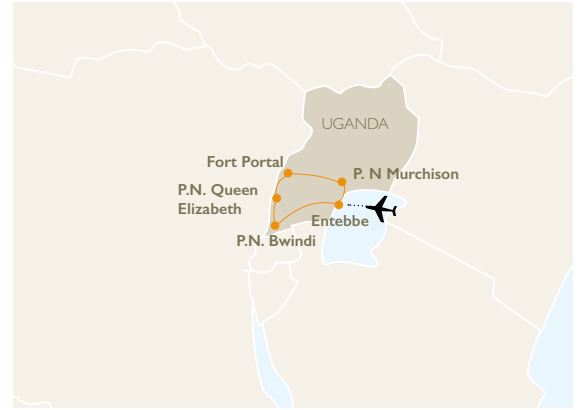 UGANDA
Fort Portal
P. N Murchison
P.N. Queen
Elizabeth
Entebbe
P.N. Bwindi